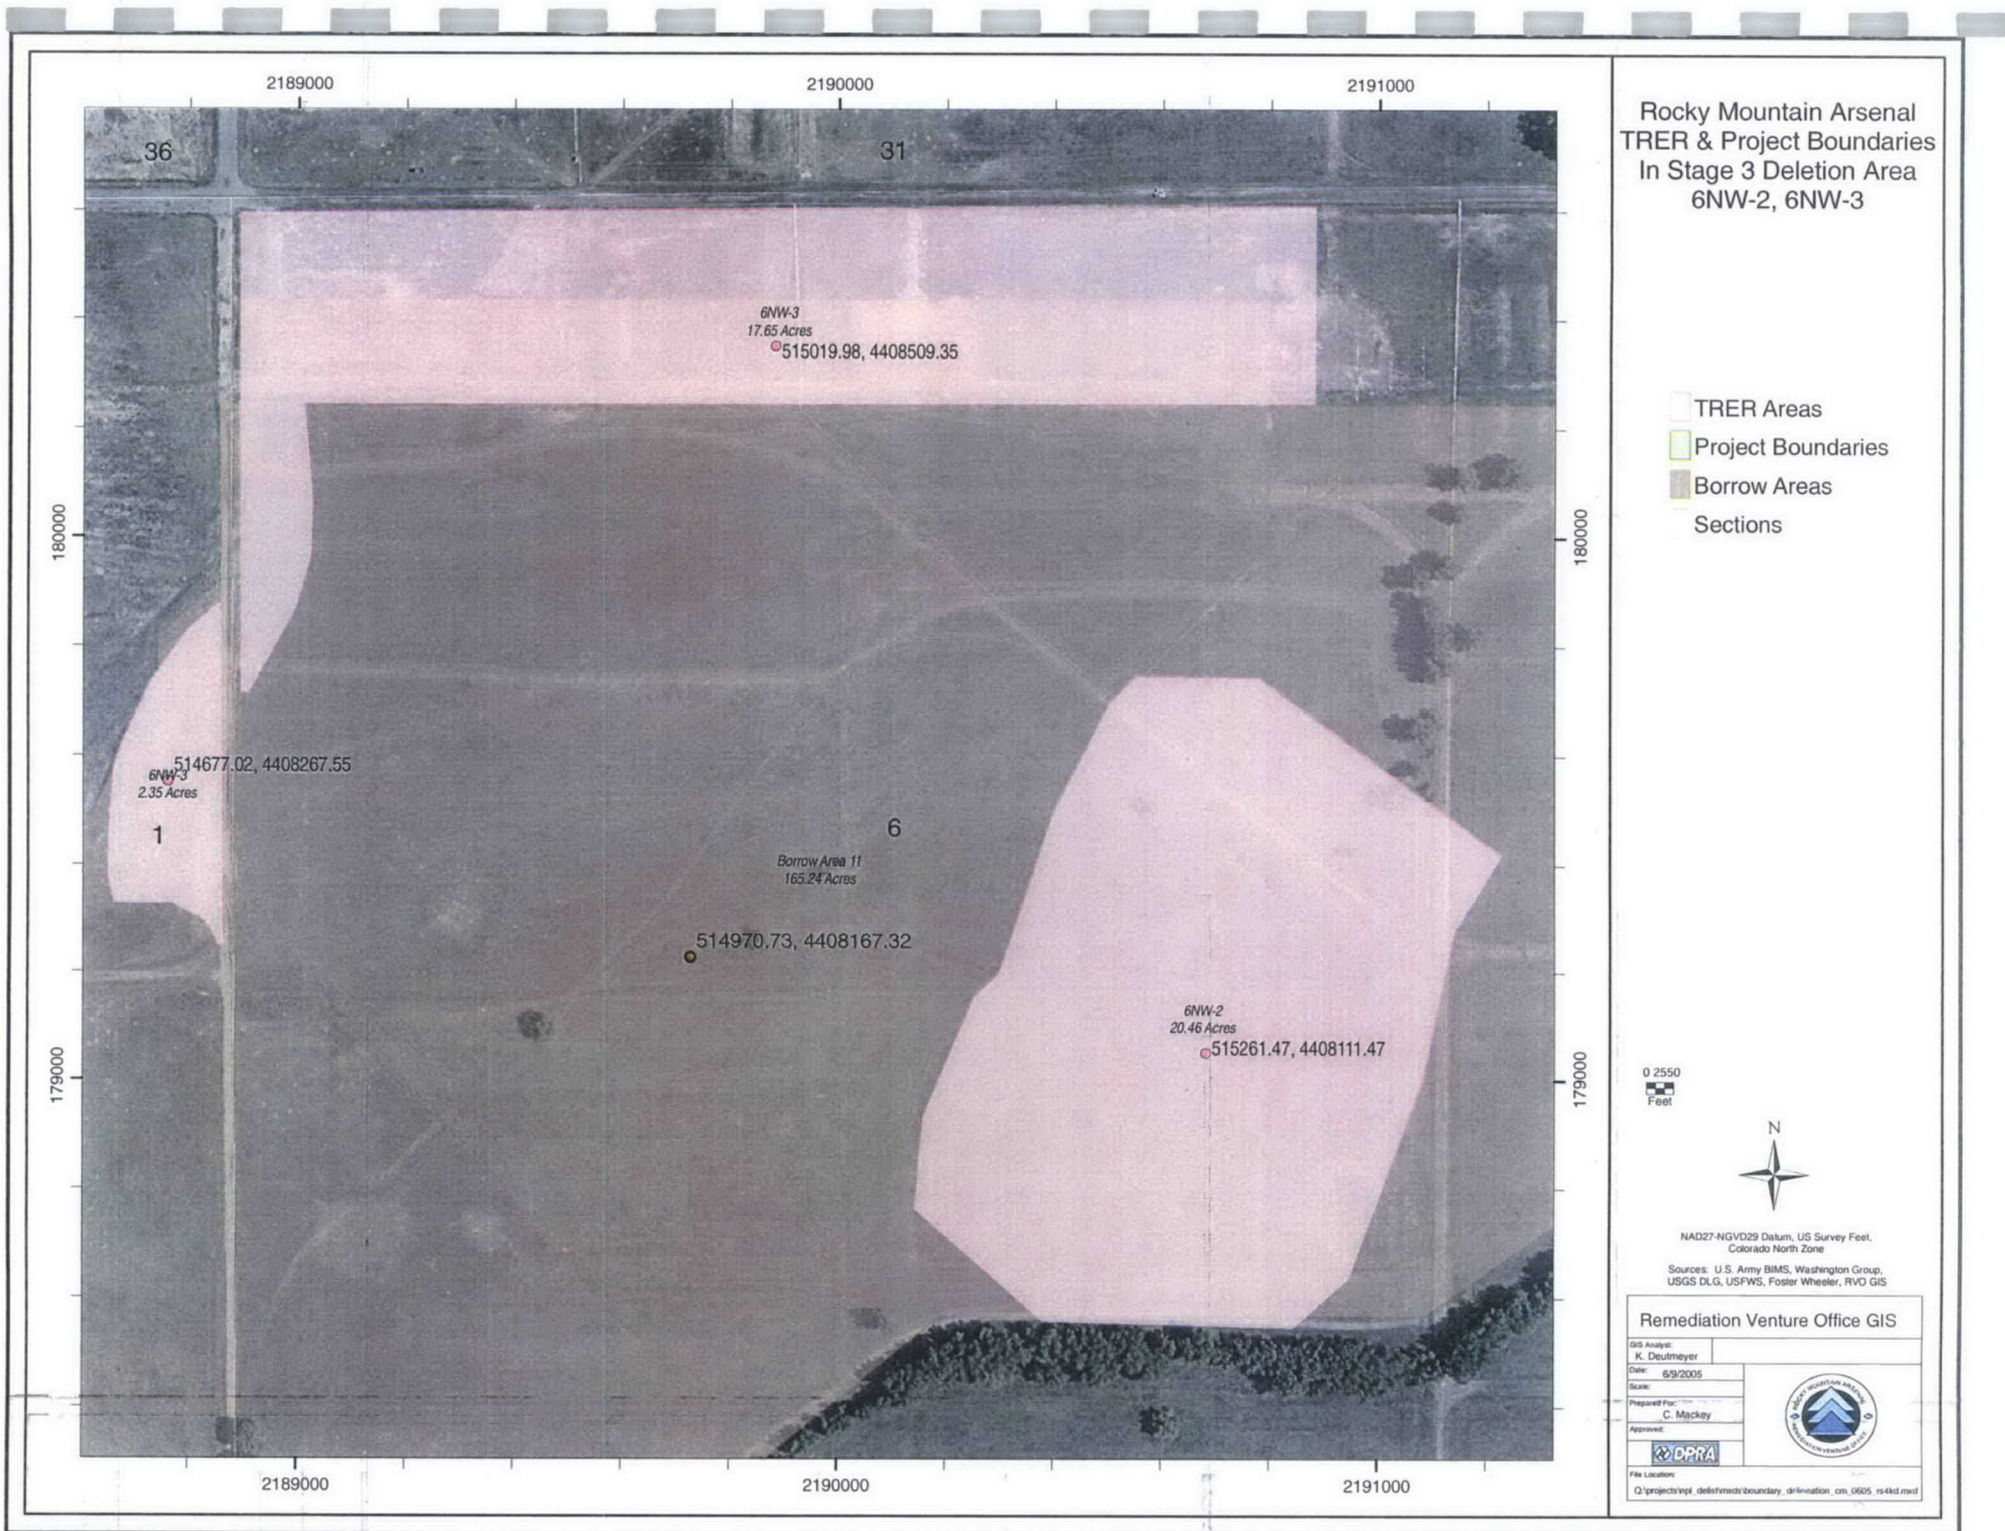 2189000
2190000
2191000
36
31
6NW-3
17.65 Acres
515019.98, 4408509.35
180000
180000
514677.02, 4408267.55
6NW-3
2.35 Acres
1
6
Borrow Area 11
165.24 Acres
514970.73, 4408167.32
6NW-2
20.46 Acres
515261.47, 4408111.47
179000
179000
2189000
2190000
2191000
Rocky Mountain Arsenal
TRER & Project Boundaries
In Stage 3 Deletion Area
6NW-2, 6NW-3
TRER Areas
Project Boundaries
Borrow Areas
Sections
0 2550
Feet
N
NAD27-NGVD29 Datum, US Survey Feet,
Colorado North Zone
Sources: U.S. Army BIMS, Washington Group,
USGS DLG, USFWS, Foster Wheeler, RVO GIS
Remediation Venture Office GIS
GIS Analyst:
K. Deutmeyer
Date:
6/9/2005
Scale:
Prepared For:
C. Mackey
Approved:
DPRA
ROCKY MOUNTAIN ARSENAL
REMEDIATION VENTURE OFFICE
File Location: